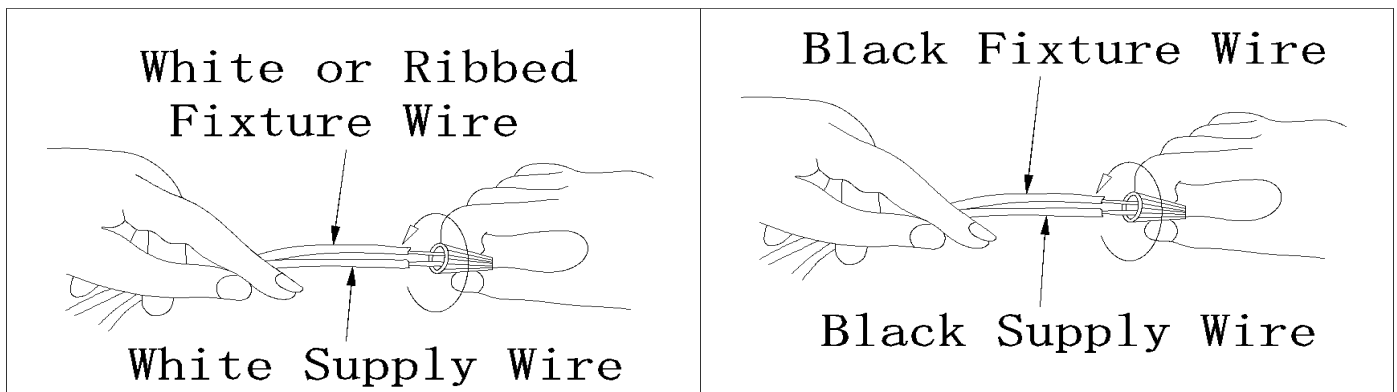 White or Ribbed
Fixture Wire
White Supply Wire
Black Fixture Wire
Black Supply Wire